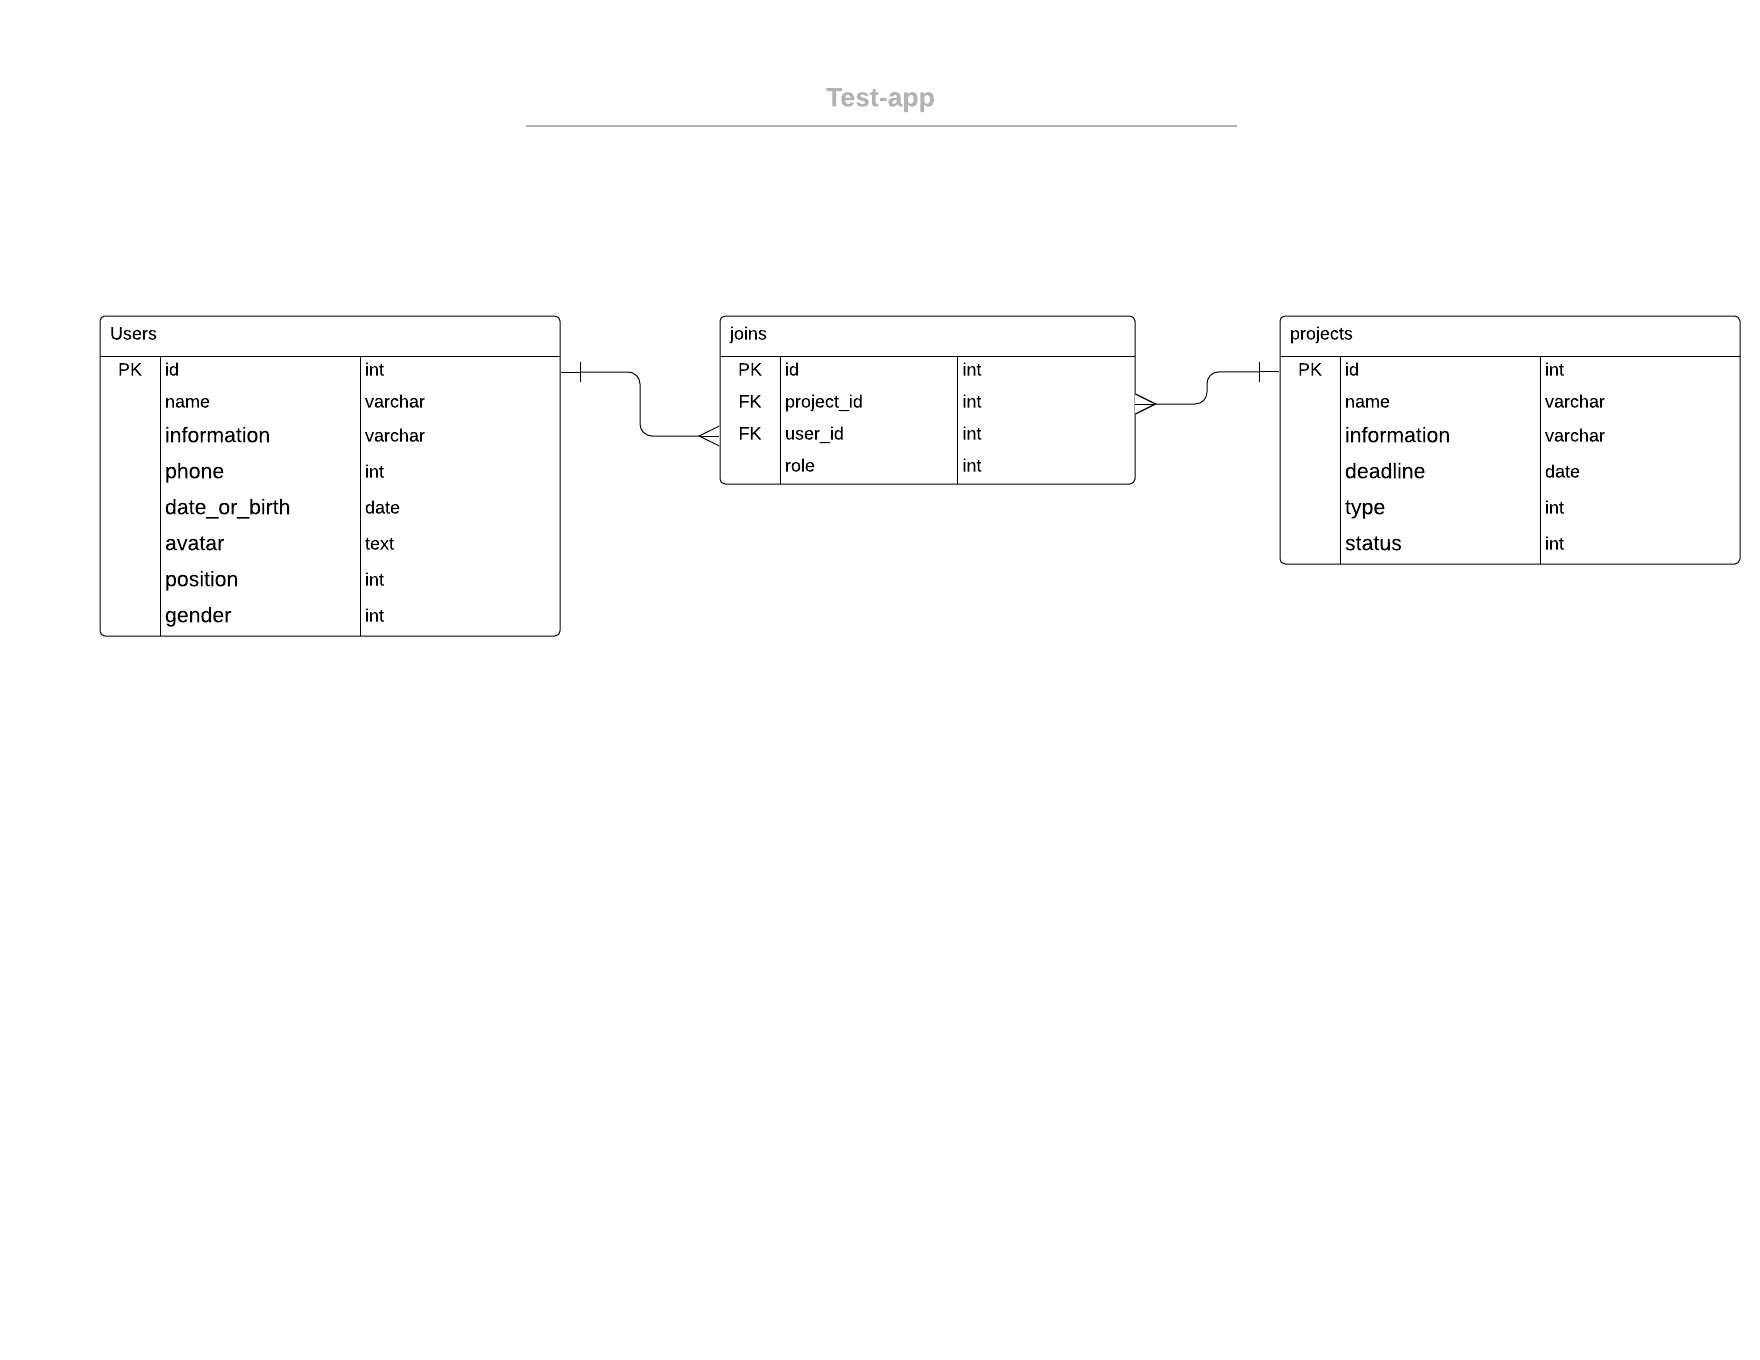 Test-app
Users
PK id int
name varchar
information varchar
phone int
date_or_birth date
avatar text
position int
gender int
joins
PK id int
FK project_id int
FK user_id int
role int
projects
PK id int
name varchar
information varchar
deadline date
type int
status int